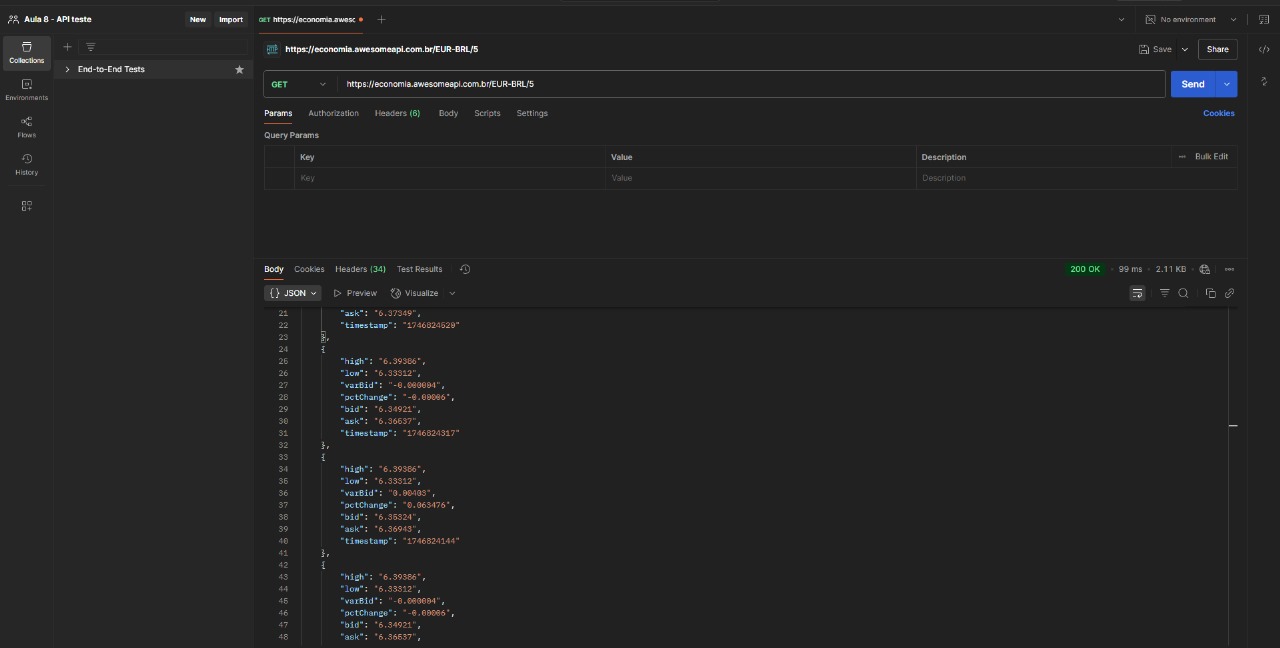 Aula 8 - API teste
New
Import
GET https://economia.awesc
No environment
Collections
End-to-End Tests
Environments
Flows
History
https://economia.awesomeapi.com.br/EUR-BRL/5
Save
Share
GET
https://economia.awesomeapi.com.br/EUR-BRL/5
Send
Params Authorization Headers (6) Body Scripts Settings
Cookies
Query Params
Key Value Description
Bulk Edit
Key Value Description
Body Cookies Headers (34) Test Results
200 OK • 99 ms • 2.11 KB •
{} JSON Preview Visualize
21 "ask": "6.37349",
22 "timestamp": "1746824520"
23 },
24 {
25 "high": "6.39386",
26 "low": "6.33312",
27 "varBid": "-0.000004",
28 "pctChange": "-0.00006",
29 "bid": "6.34921",
30 "ask": "6.36537",
31 "timestamp": "1746824317"
32 },
33 {
34 "high": "6.39386",
35 "low": "6.33312",
36 "varBid": "0.00403",
37 "pctChange": "0.063476",
38 "bid": "6.35324",
39 "ask": "6.36943",
40 "timestamp": "1746824144"
41 },
42 {
43 "high": "6.39386",
44 "low": "6.33312",
45 "varBid": "-0.000004",
46 "pctChange": "-0.00006",
47 "bid": "6.34921",
48 "ask": "6.36537",